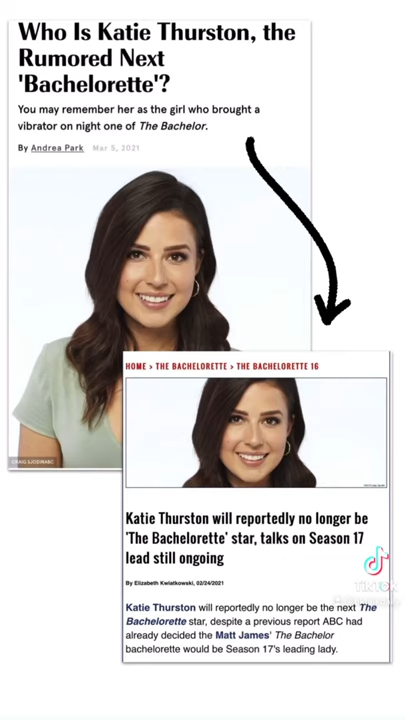 Who Is Katie Thurston, the
Rumored Next
'Bachelorette'?
You may remember her as the girl who brought a
vibrator on night one of The Bachelor.
By Andrea Park Mar 5, 2021
CRAIG SJODIN/ABC
HOME > THE BACHELORETTE > THE BACHELORETTE 16
Katie Thurston will reportedly no longer be
'The Bachelorette' star, talks on Season 17
lead still ongoing
By Elizabeth Kwiatkowski, 02/24/2021
Katie Thurston will reportedly no longer be the next The
Bachelorette star, despite a previous report ABC had
already decided the Matt James' The Bachelor
bachelorette would be Season 17's leading lady.
TikTok